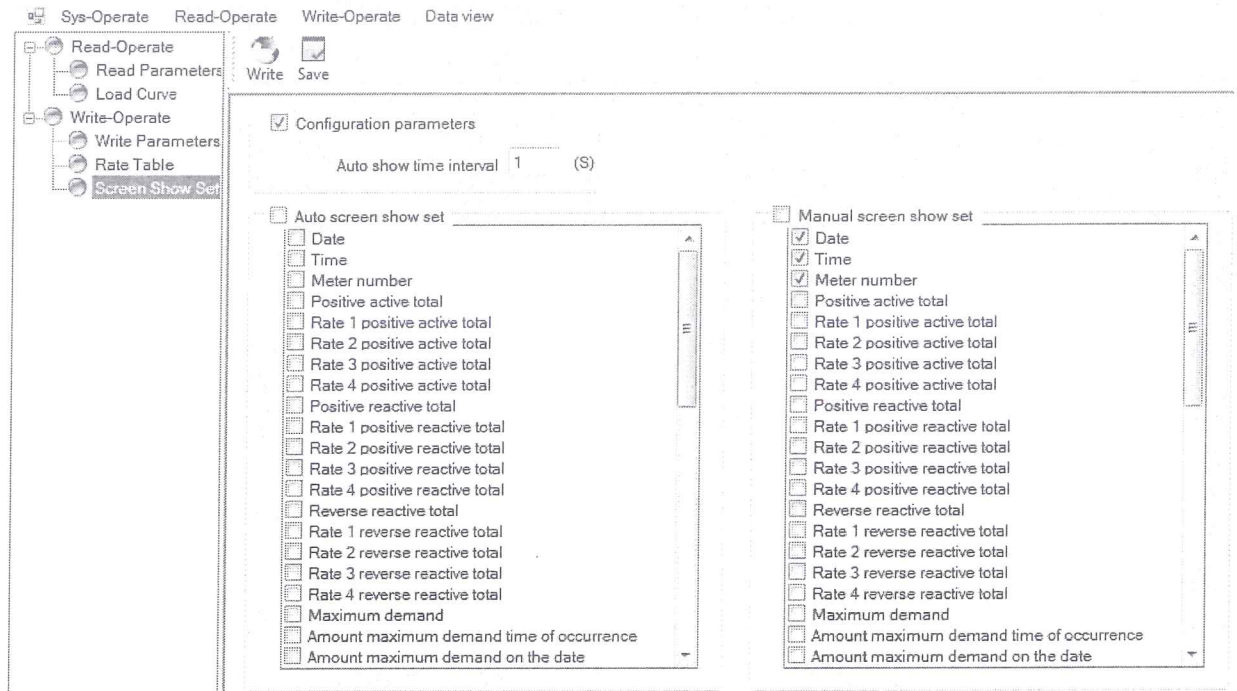 Sys-Operate Read-Operate Write-Operate Data view
Read-Operate
Read Parameters
Load Curve
Write-Operate
Write Parameters
Rate Table
Screen Show Set
Write Save
Configuration parameters
Auto show time interval 1 (S)
Auto screen show set
Date
Time
Meter number
Positive active total
Rate 1 positive active total
Rate 2 positive active total
Rate 3 positive active total
Rate 4 positive active total
Positive reactive total
Rate 1 positive reactive total
Rate 2 positive reactive total
Rate 3 positive reactive total
Rate 4 positive reactive total
Reverse reactive total
Rate 1 reverse reactive total
Rate 2 reverse reactive total
Rate 3 reverse reactive total
Rate 4 reverse reactive total
Maximum demand
Amount maximum demand time of occurrence
Amount maximum demand on the date
Manual screen show set
Date
Time
Meter number
Positive active total
Rate 1 positive active total
Rate 2 positive active total
Rate 3 positive active total
Rate 4 positive active total
Positive reactive total
Rate 1 positive reactive total
Rate 2 positive reactive total
Rate 3 positive reactive total
Rate 4 positive reactive total
Reverse reactive total
Rate 1 reverse reactive total
Rate 2 reverse reactive total
Rate 3 reverse reactive total
Rate 4 reverse reactive total
Maximum demand
Amount maximum demand time of occurrence
Amount maximum demand on the date